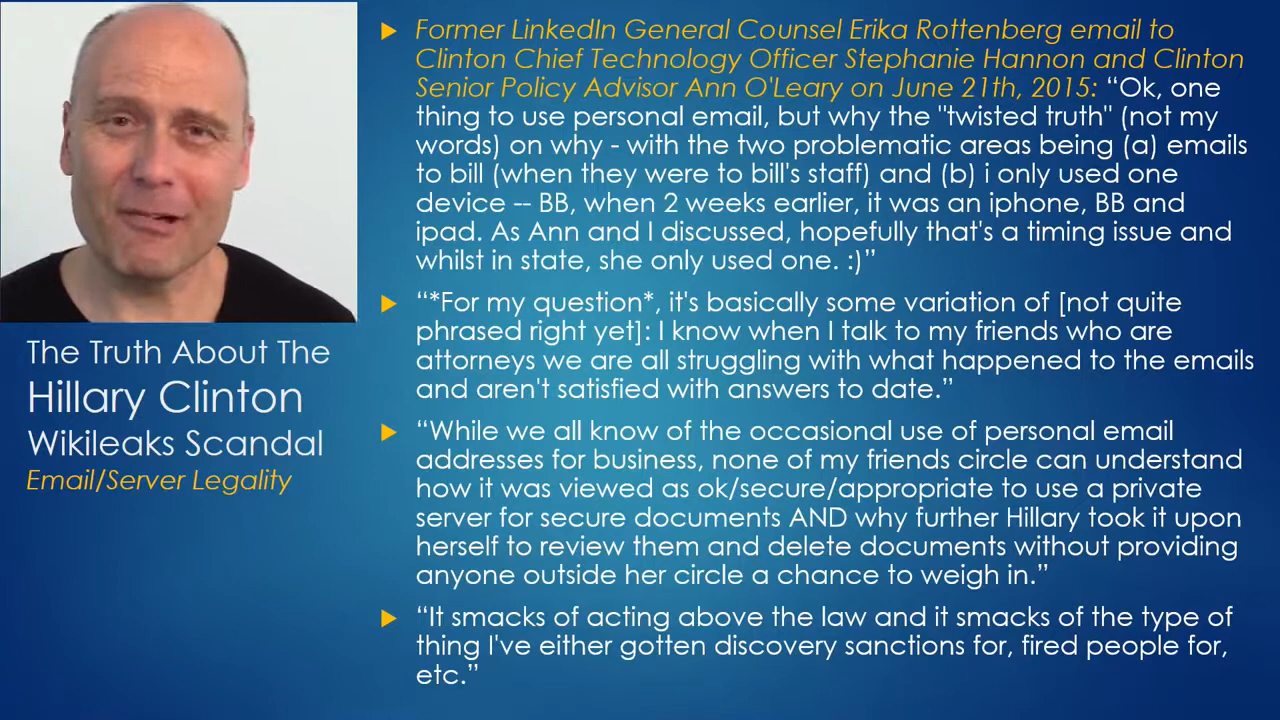 The Truth About The
Hillary Clinton
Wikileaks Scandal
Email/Server Legality
Former LinkedIn General Counsel Erika Rottenberg email to
Clinton Chief Technology Officer Stephanie Hannon and Clinton
Senior Policy Advisor Ann O'Leary on June 21th, 2015: “Ok, one
thing to use personal email, but why the "twisted truth" (not my
words) on why - with the two problematic areas being (a) emails
to bill (when they were to bill's staff) and (b) i only used one
device -- BB, when 2 weeks earlier, it was an iphone, BB and
ipad. As Ann and I discussed, hopefully that's a timing issue and
whilst in state, she only used one. :)”
“*For my question*, it's basically some variation of [not quite
phrased right yet]: I know when I talk to my friends who are
attorneys we are all struggling with what happened to the emails
and aren't satisfied with answers to date.”
“While we all know of the occasional use of personal email
addresses for business, none of my friends circle can understand
how it was viewed as ok/secure/appropriate to use a private
server for secure documents AND why further Hillary took it upon
herself to review them and delete documents without providing
anyone outside her circle a chance to weigh in.”
“It smacks of acting above the law and it smacks of the type of
thing I've either gotten discovery sanctions for, fired people for,
etc.”